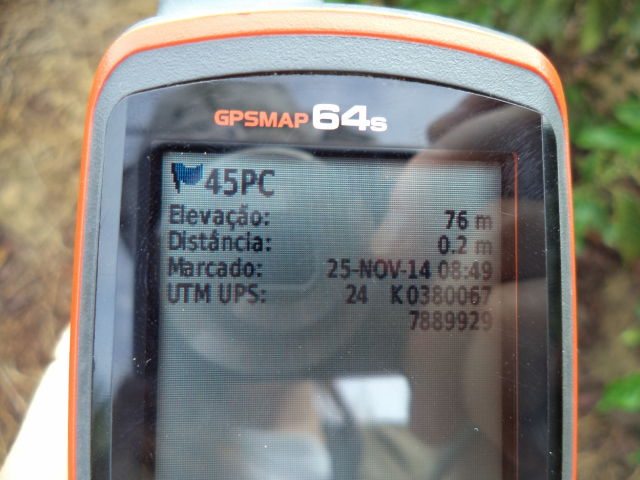 GPSMAP 64s
45PC
Elevação: 76 m
Distância: 0.2 m
Marcado: 25-NOV-14 08:49
UTM UPS: 24 K 0380067
7889929